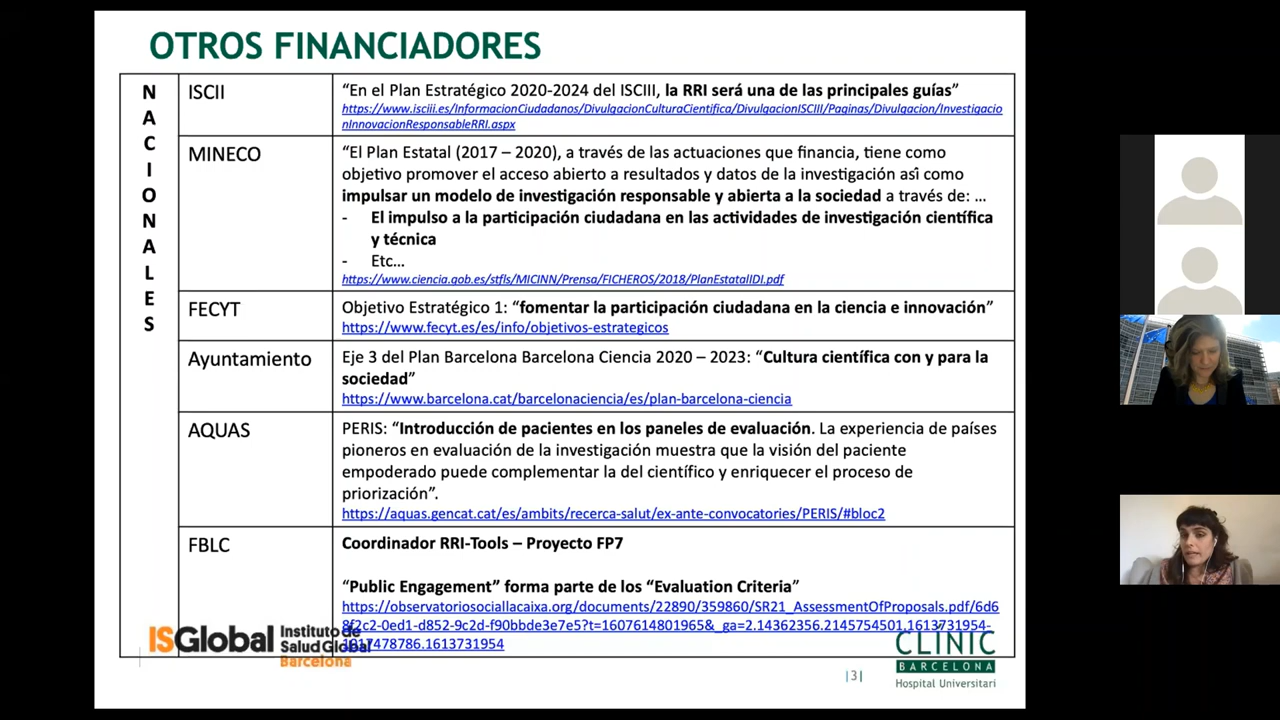 OTROS FINANCIADORES
NACIONALES
ISCII
“En el Plan Estratégico 2020-2024 del ISCIII, la RRI será una de las principales guías”
https://www.isciii.es/InformacionCiudadanos/DivulgacionCulturaCientifica/DivulgacionISCIII/Paginas/Divulgacion/Investigacio
nInnovacionResponsableRRI.aspx
MINECO
“El Plan Estatal (2017 – 2020), a través de las actuaciones que financia, tiene como
objetivo promover el acceso abierto a resultados y datos de la investigación así como
impulsar un modelo de investigación responsable y abierta a la sociedad a través de: ...
- El impulso a la participación ciudadana en las actividades de investigación científica
y técnica
- Etc...
https://www.ciencia.gob.es/stfls/MICINN/Prensa/FICHEROS/2018/PlanEstatalIDI.pdf
FECYT
Objetivo Estratégico 1: “fomentar la participación ciudadana en la ciencia e innovación”
https://www.fecyt.es/es/info/objetivos-estrategicos
Ayuntamiento
Eje 3 del Plan Barcelona Barcelona Ciencia 2020 – 2023: “Cultura científica con y para la
sociedad”
https://www.barcelona.cat/barcelonaciencia/es/plan-barcelona-ciencia
AQUAS
PERIS: “Introducción de pacientes en los paneles de evaluación. La experiencia de países
pioneros en evaluación de la investigación muestra que la visión del paciente
empoderado puede complementar la del científico y enriquecer el proceso de
priorización”.
https://aquas.gencat.cat/es/ambits/recerca-salut/ex-ante-convocatories/PERIS/#bloc2
FBLC
Coordinador RRI-Tools – Proyecto FP7
“Public Engagement” forma parte de los “Evaluation Criteria”
https://observatoriosociallacaixa.org/documents/22890/359860/SR21_AssessmentOfProposals.pdf/6d6
8f2c2-0ed1-d852-9c2d-f90bbde3e7e5?t=1607614801965&_ga=2.14362356.2145754501.1613731954-
1617478786.1613731954
ISGlobal Instituto de
Salud Global
Barcelona
|3|
CLÍNIC
BARCELONA
Hospital Universitari